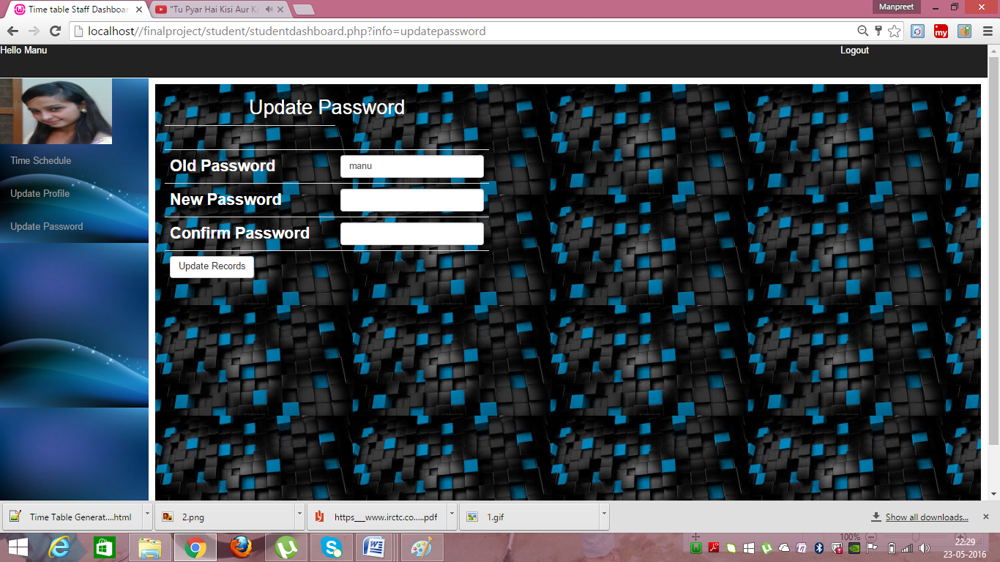 Manpreet
Time table Staff Dashboar
"Tu Pyar Hai Kisi Aur Ka
localhost//finalproject/student/studentdashboard.php?info=updatepassword
my
Hello Manu
Logout
Update Password
Time Schedule
Update Profile
Update Password
Old Password
manu
New Password
Confirm Password
Update Records
Time Table Generat....html
2.png
https___www.irctc.co.....pdf
1.gif
Show all downloads...
100%
22:29
23-05-2016